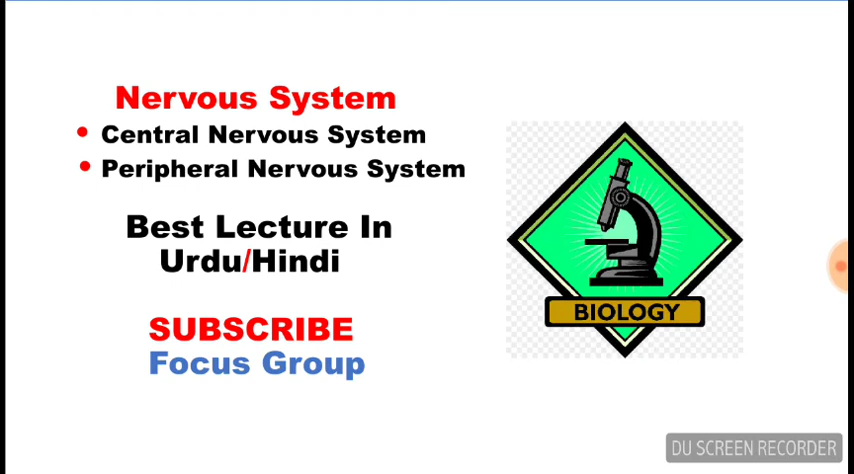 Nervous System
• Central Nervous System
• Peripheral Nervous System
Best Lecture In
Urdu/Hindi
SUBSCRIBE
Focus Group
BIOLOGY
DU SCREEN RECORDER